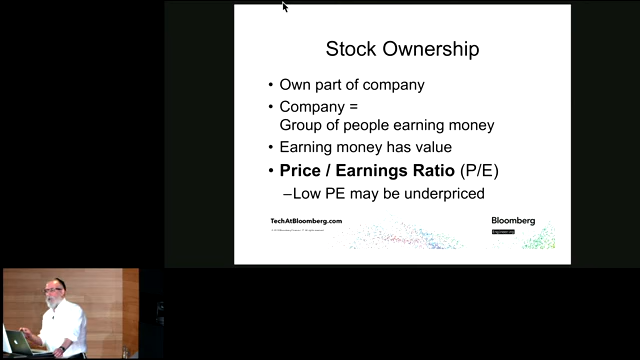 Stock Ownership
• Own part of company
• Company =
Group of people earning money
• Earning money has value
• Price / Earnings Ratio (P/E)
–Low PE may be underpriced
TechAtBloomberg.com
Bloomberg
Engineering